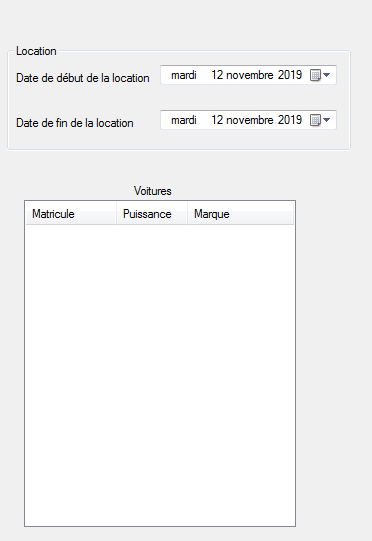 Location
Date de début de la location mardi 12 novembre 2019
Date de fin de la location mardi 12 novembre 2019
Voitures
Matricule Puissance Marque